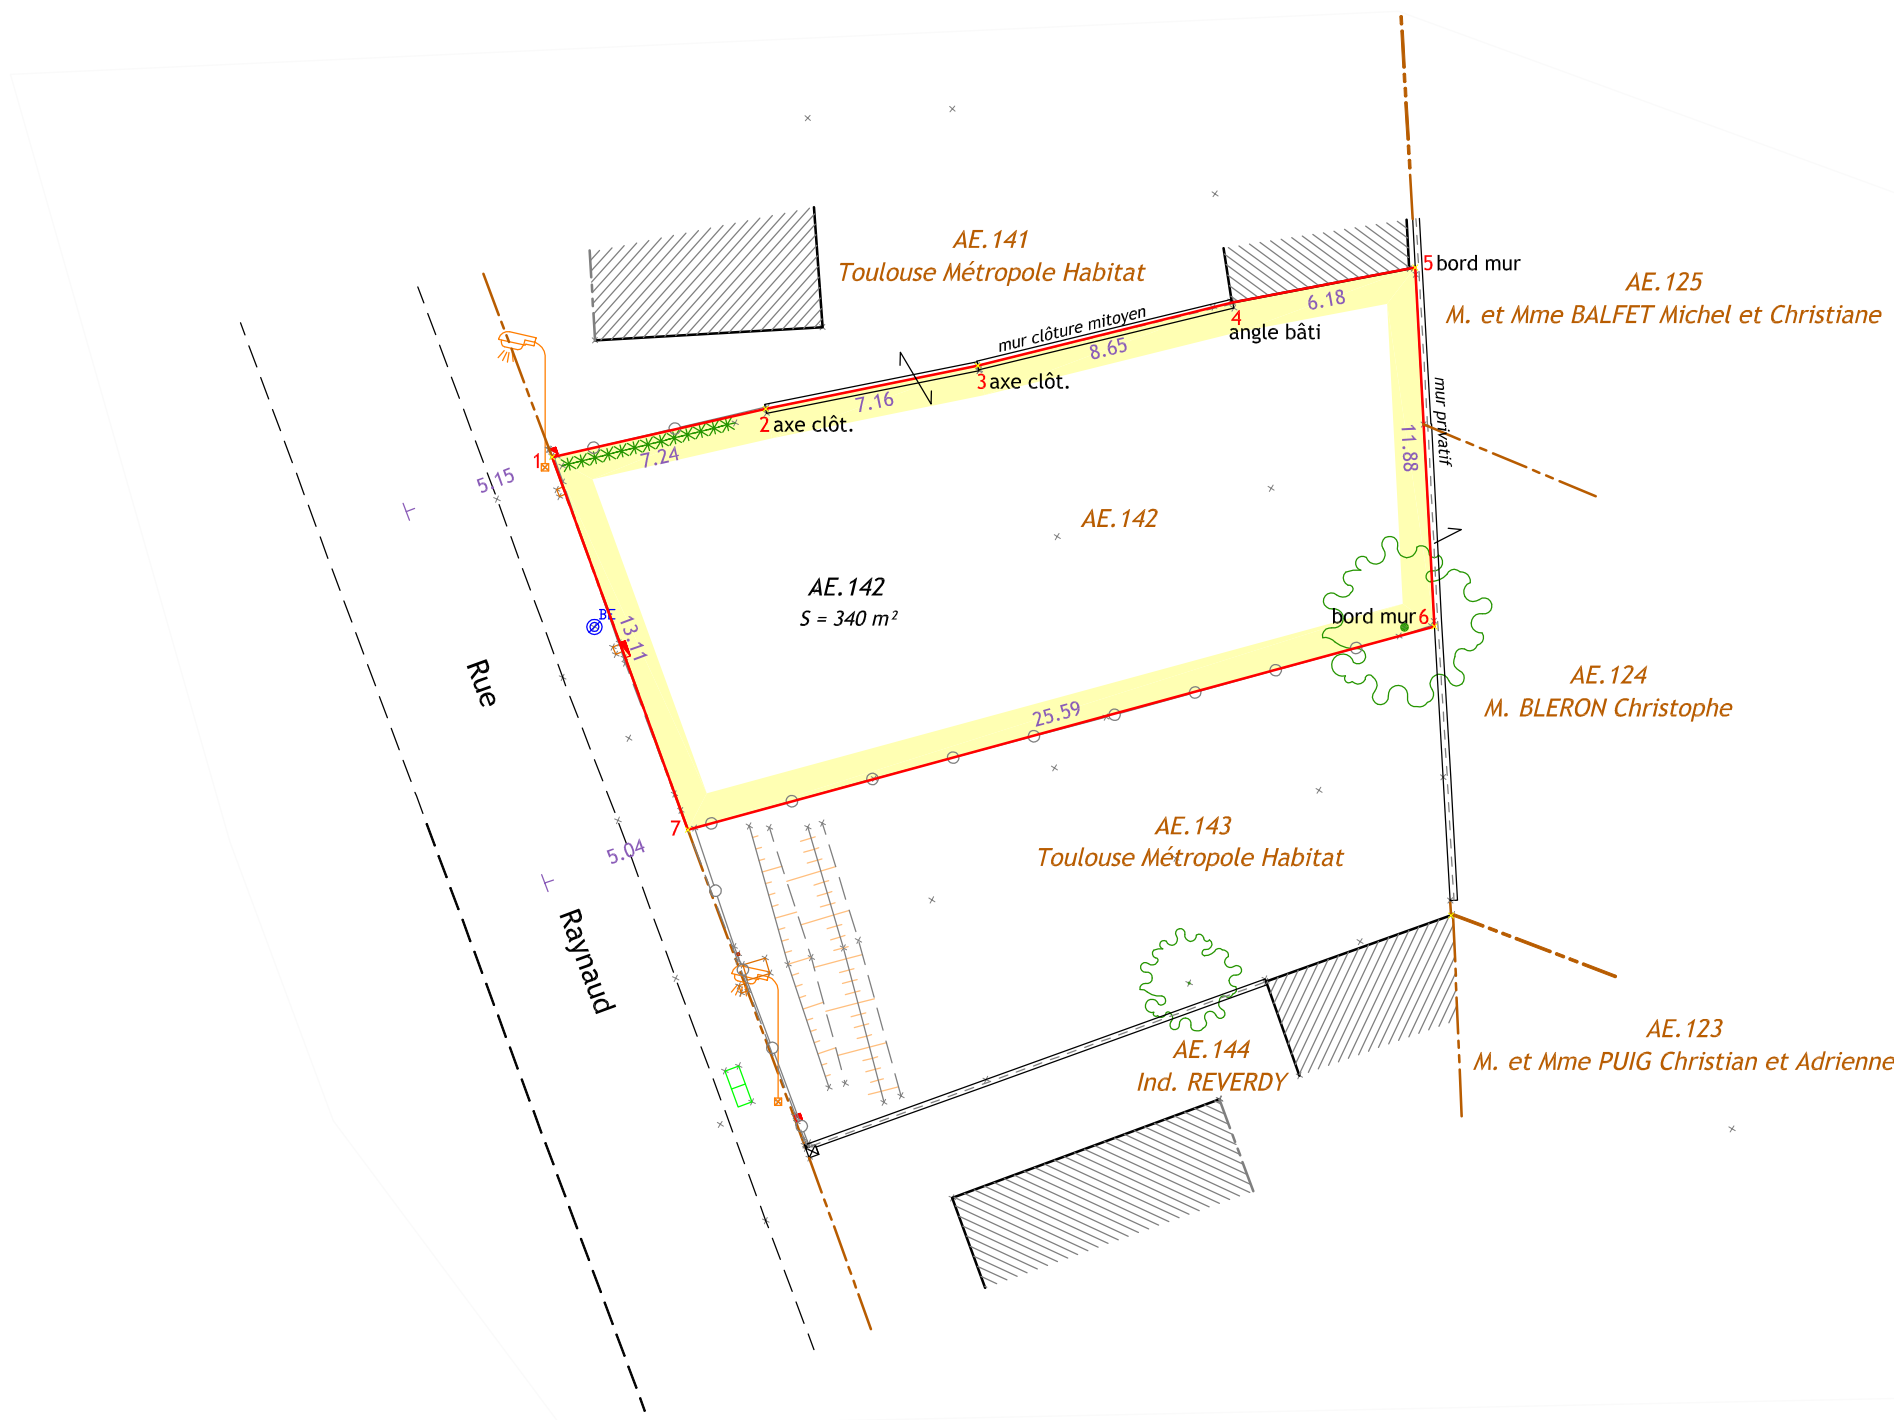 AE.141
Toulouse Métropole Habitat
5 bord mur
AE.125
M. et Mme BALFET Michel et Christiane
6.18
4
angle bâti
mur clôture mitoyen
8.65
3 axe clôt.
7.16
2 axe clôt.
7.24
1
5.15
mur privatif
11.88
AE.142
AE.142
S = 340 m²
BE
13.11
bord mur 6
Rue
AE.124
M. BLERON Christophe
25.59
7
5.04
AE.143
Toulouse Métropole Habitat
Raynaud
AE.144
Ind. REVERDY
AE.123
M. et Mme PUIG Christian et Adrienne